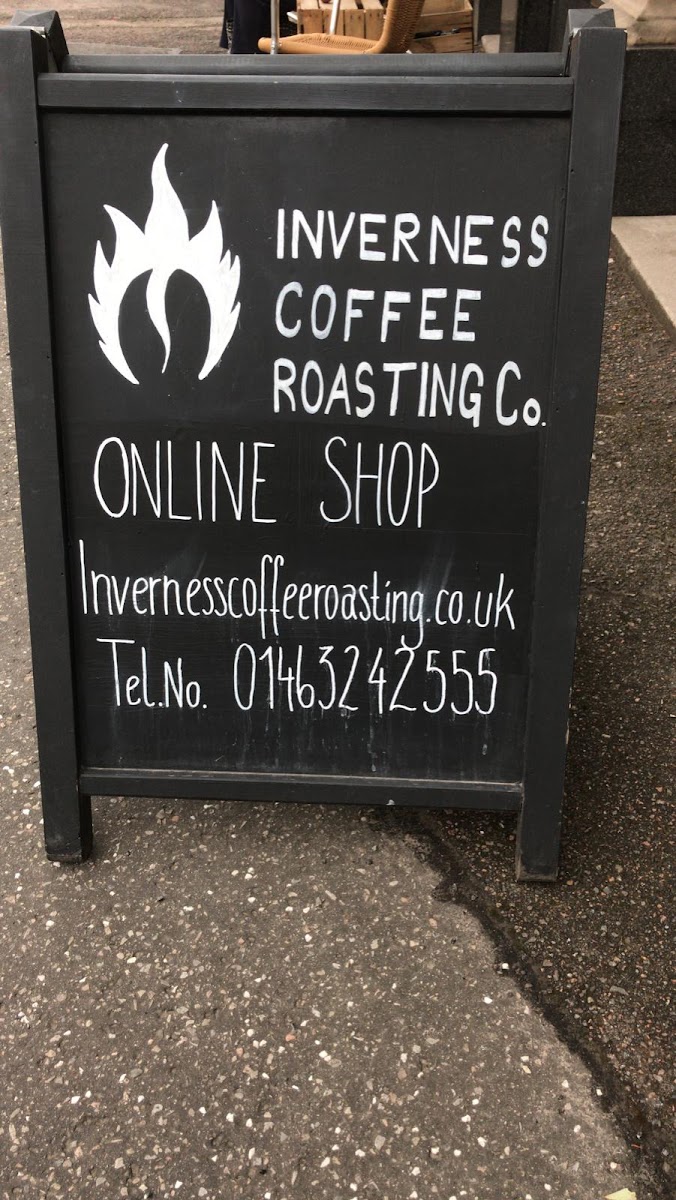 INVERNESS
COFFEE
ROASTING Co.
ONLINE SHOP
Invernesscoffeeroasting.co.uk
Tel.No. 01463242555